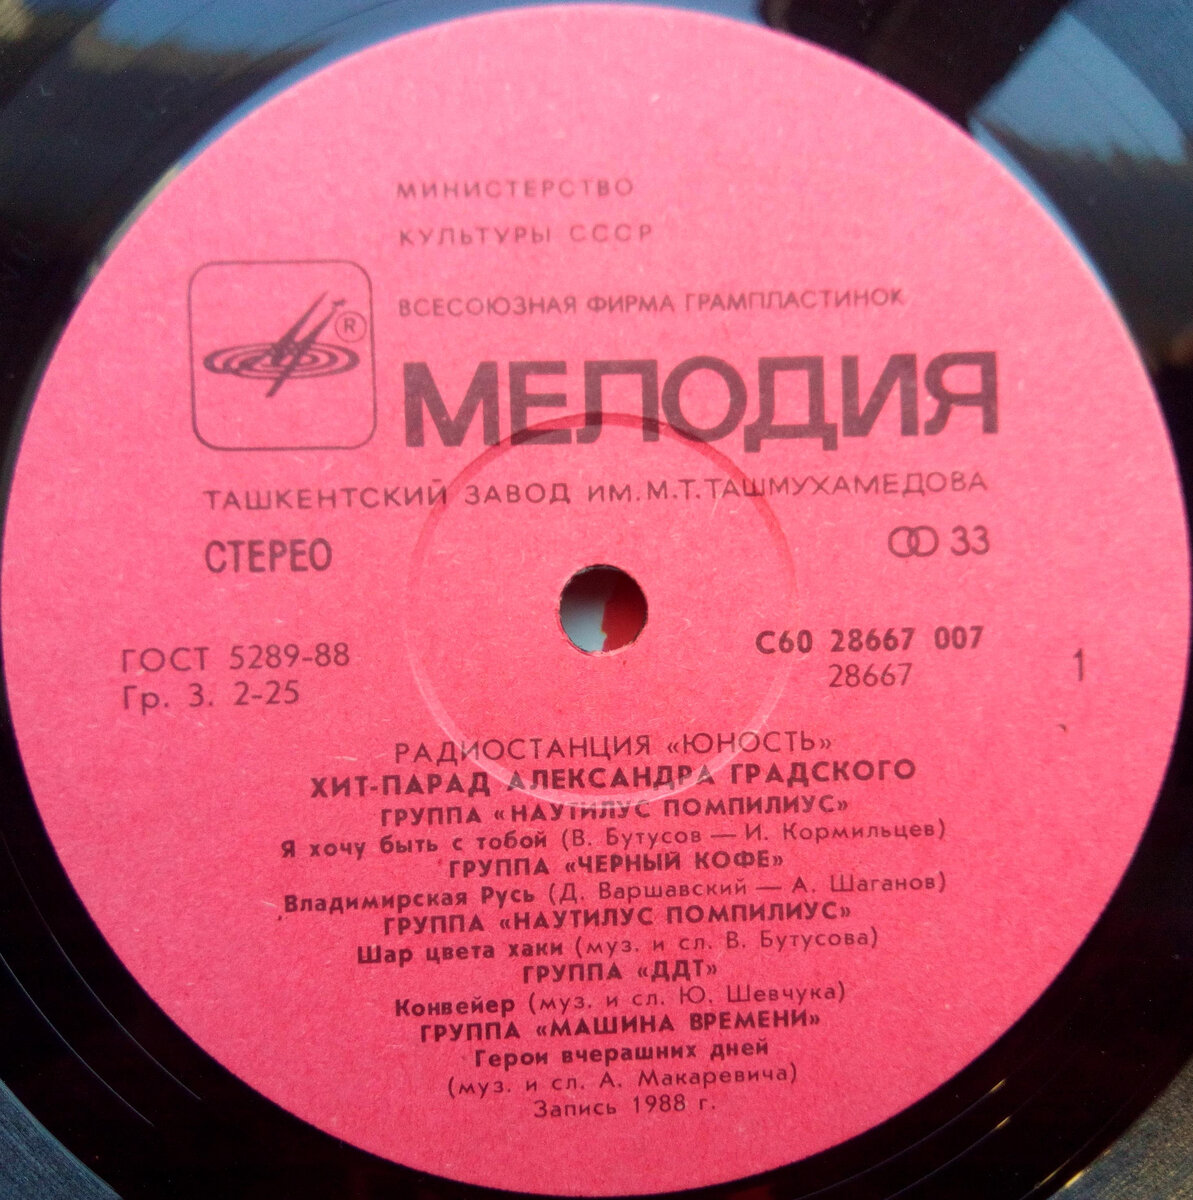 МИНИСТЕРСТВО
КУЛЬТУРЫ СССР
ВСЕСОЮЗНАЯ ФИРМА ГРАМПЛАСТИНОК
®
МЕЛОДИЯ
ТАШКЕНТСКИЙ ЗАВОД ИМ. М.Т.ТАШМУХАМЕДОВА
СТЕРЕО
33
ГОСТ 5289-88
Гр. 3. 2-25
С60 28667 007
28667
1
РАДИОСТАНЦИЯ «ЮНОСТЬ»
ХИТ-ПАРАД АЛЕКСАНДРА ГРАДСКОГО
ГРУППА «НАУТИЛУС ПОМПИЛИУС»
Я хочу быть с тобой (В. Бутусов — И. Кормильцев)
ГРУППА «ЧЕРНЫЙ КОФЕ»
Владимирская Русь (Д. Варшавский — А. Шаганов)
ГРУППА «НАУТИЛУС ПОМПИЛИУС»
Шар цвета хаки (муз. и сл. В. Бутусова)
ГРУППА «ДДТ»
Конвейер (муз. и сл. Ю. Шевчука)
ГРУППА «МАШИНА ВРЕМЕНИ»
Герои вчерашних дней
(муз. и сл. А. Макаревича)
Запись 1988 г.